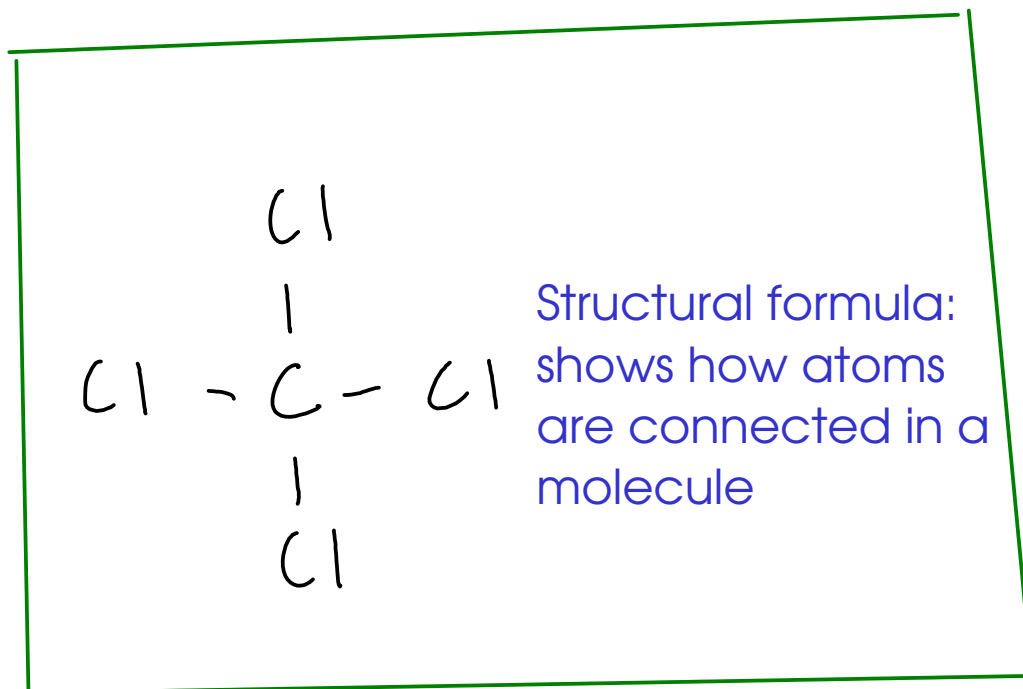 Cl
|
Cl - C - Cl
|
Cl
Structural formula:
shows how atoms
are connected in a
molecule